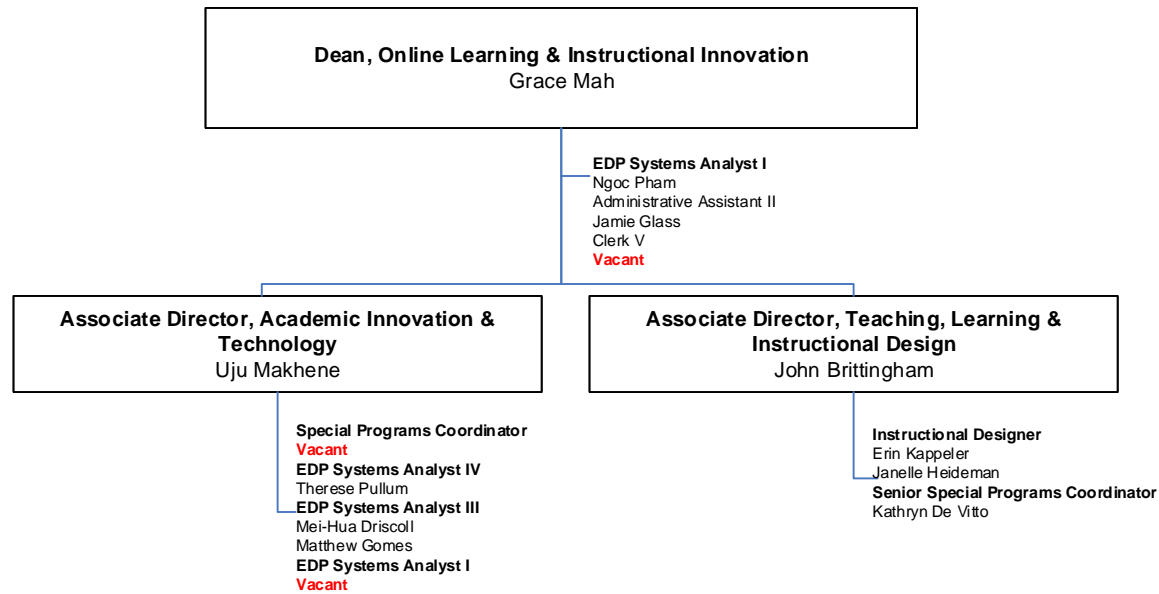 Dean, Online Learning & Instructional Innovation
Grace Mah
EDP Systems Analyst I
Ngoc Pham
Administrative Assistant II
Jamie Glass
Clerk V
Vacant
Associate Director, Academic Innovation &
Technology
Uju Makhene
Associate Director, Teaching, Learning &
Instructional Design
John Brittingham
Special Programs Coordinator
Vacant
EDP Systems Analyst IV
Therese Pullum
EDP Systems Analyst III
Mei-Hua Driscoll
Matthew Gomes
EDP Systems Analyst I
Vacant
Instructional Designer
Erin Kappeler
Janelle Heideman
Senior Special Programs Coordinator
Kathryn De Vitto